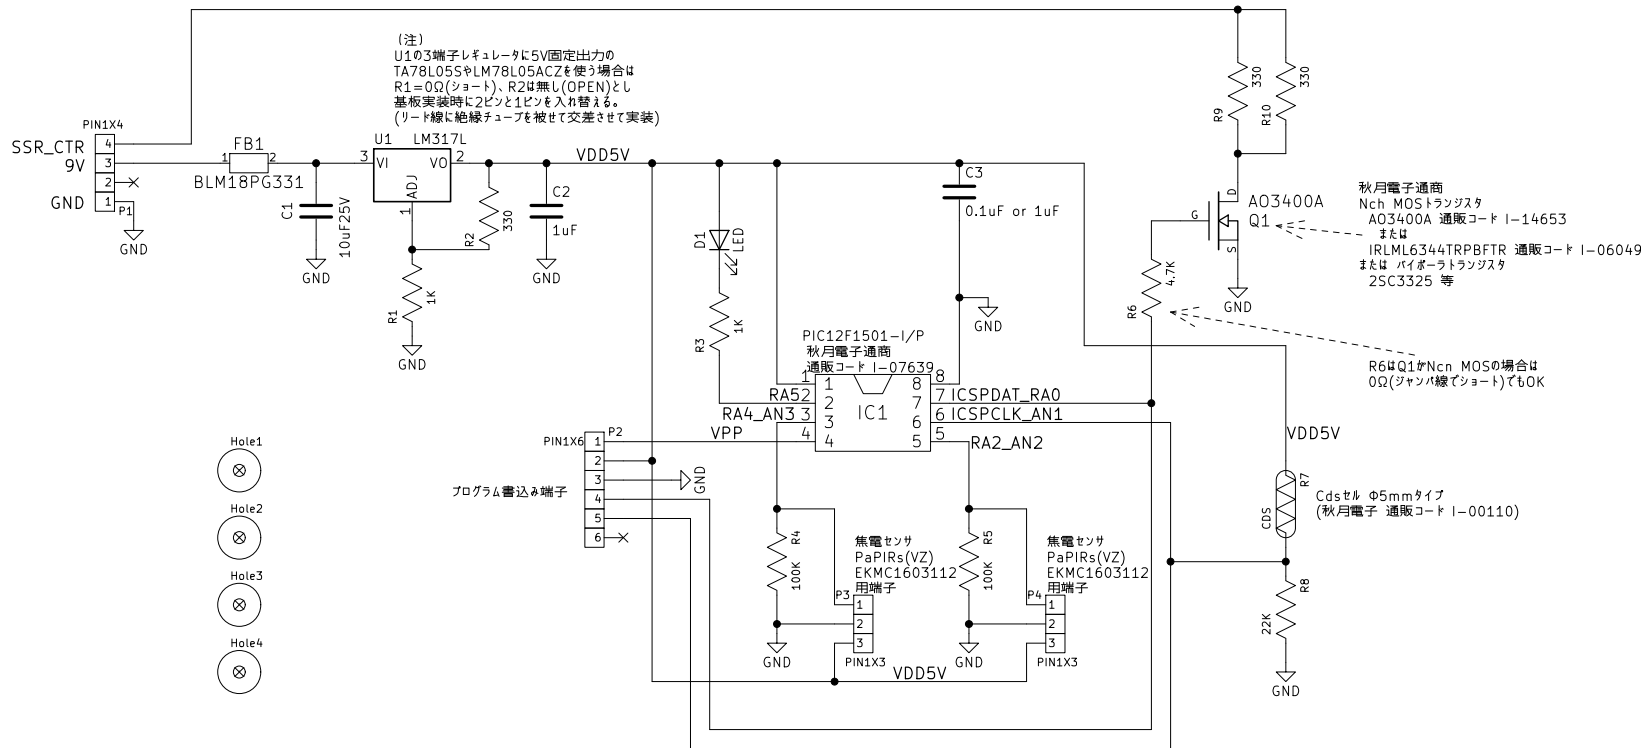 (注)
U1の3端子レギュレータに5V固定出力の
TA78L05SやLM78L05ACZを使う場合は
R1=0Ω(ショート)、R2は無し(OPEN)とし
基板実装時に2ピンと1ピンを入れ替える。
(リード線に絶縁チューブを被せて交差させて実装)
PIN1X4
SSR_CTR
9V
GND
4
3
2
1
P1
GND
1
FB1
2
BLM18PG331
C1
10uF25V
GND
U1
LM317L
3
VI
VO
2
ADJ
1
R2
330
R1
1K
GND
C2
1uF
GND
VDD5V
D1
LED
R3
1K
C3
0.1uF or 1uF
GND
R9
330
R10
330
D
G
S
AO3400A
Q1
GND
秋月電子通商
Nch MOSトランジスタ
AO3400A 通販コード I-14653
または
IRLML6344TRPBFTR 通販コード I-06049
または バイポーラトランジスタ
2SC3325 等
R6
4.7K
R6はQ1がNcn MOSの場合は
0Ω(ジャンパ線でショート)でもOK
PIC12F1501-I/P
秋月電子通商
通販コード I-07639
1
1
8
8
RA5
2
2
7
7
ICSPDAT_RA0
RA4_AN3
3
3
IC1
6
6
ICSPCLK_AN1
VPP
4
4
5
5
RA2_AN2
PIN1X6
P2
1
2
3
4
5
6
GND
プログラム書込み端子
Hole1
Hole2
Hole3
Hole4
R4
100K
GND
焦電センサ
PaPIRs(VZ)
EKMC1603112
用端子
P3
1
2
3
PIN1X3
R5
100K
GND
焦電センサ
PaPIRs(VZ)
EKMC1603112
用端子
P4
1
2
3
PIN1X3
VDD5V
VDD5V
R7
CDS
Cdsセル Φ5mmタイプ
(秋月電子 通販コード I-00110)
R8
22K
GND